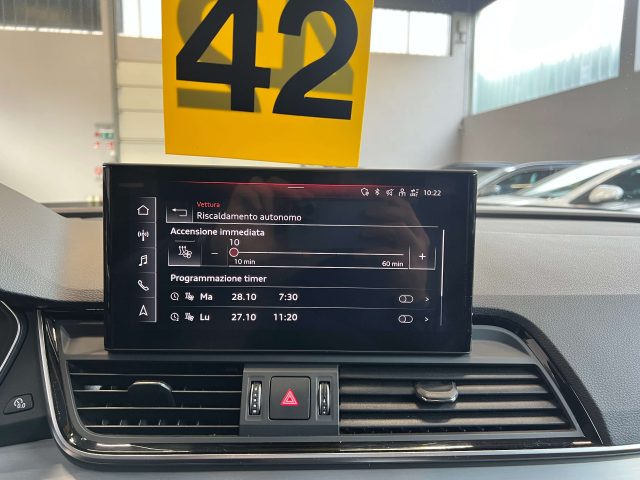 42
10:22
Vettura
Riscaldamento autonomo
Accensione immediata
10
– +
10 min 60 min
Programmazione timer
Ma 28.10 7:30 >
Lu 27.10 11:20 >